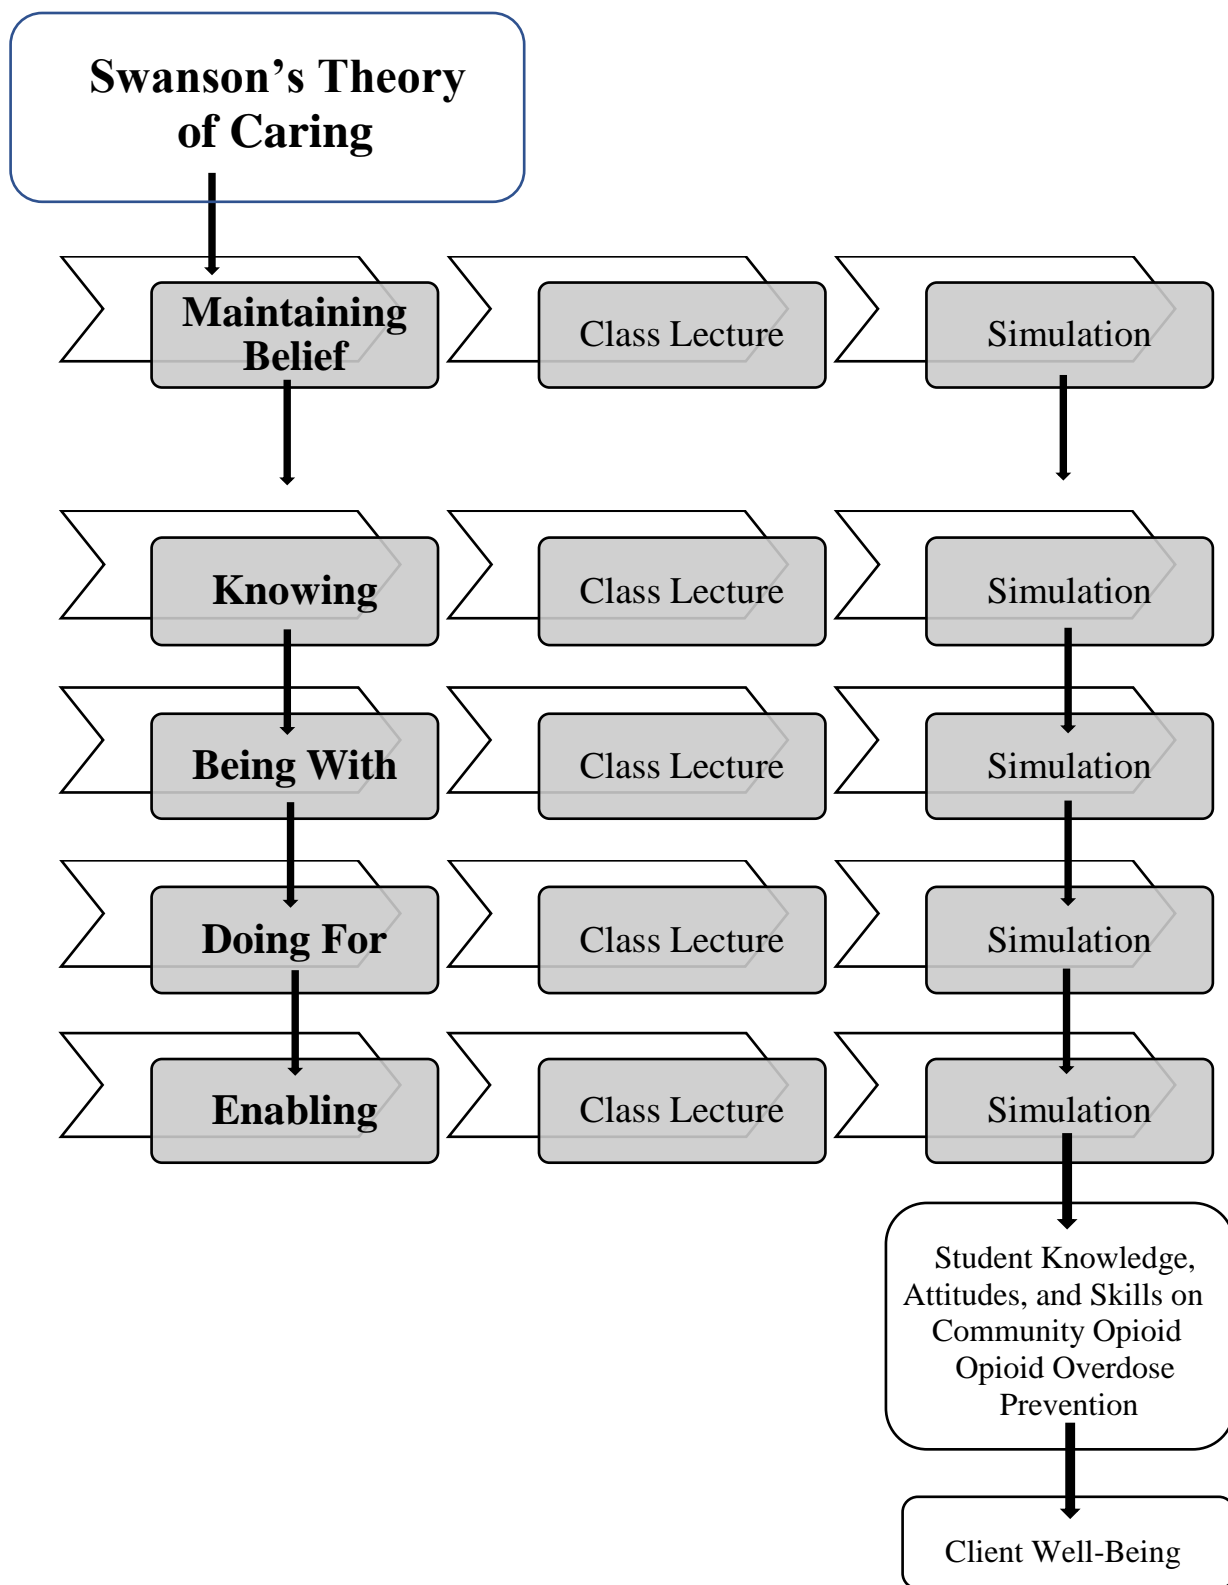 Swanson’s Theory
of Caring
Maintaining
Belief
Class Lecture
Simulation
Knowing
Class Lecture
Simulation
Being With
Class Lecture
Simulation
Doing For
Class Lecture
Simulation
Enabling
Class Lecture
Simulation
Student Knowledge,
Attitudes, and Skills on
Community Opioid
Opioid Overdose
Prevention
Client Well-Being